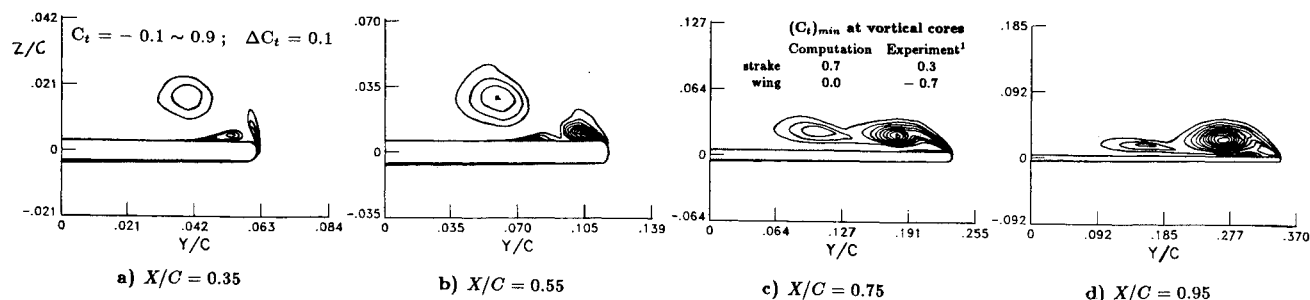 .042
Z/C
C_t = − 0.1 ~ 0.9 ; ΔC_t = 0.1
.021
0
-.021
0 .021 .042 .063 .084
Y/C
a) X/C = 0.35
.070
.035
0
-.035
0 .035 .070 .105 .139
Y/C
b) X/C = 0.55
.127
(C_t)_min at vortical cores
Computation Experiment¹
strake 0.7 0.3
wing 0.0 − 0.7
.064
0
-.064
0 .064 .127 .191 .255
Y/C
c) X/C = 0.75
.185
.092
0
-.092
0 .092 .185 .277 .370
Y/C
d) X/C = 0.95